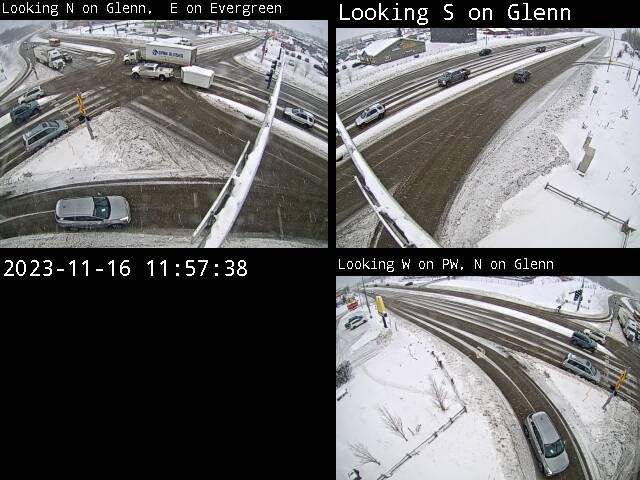 Looking N on Glenn,  E on Evergreen
Looking S on Glenn
2023-11-16 11:57:38
Looking W on PW, N on Glenn